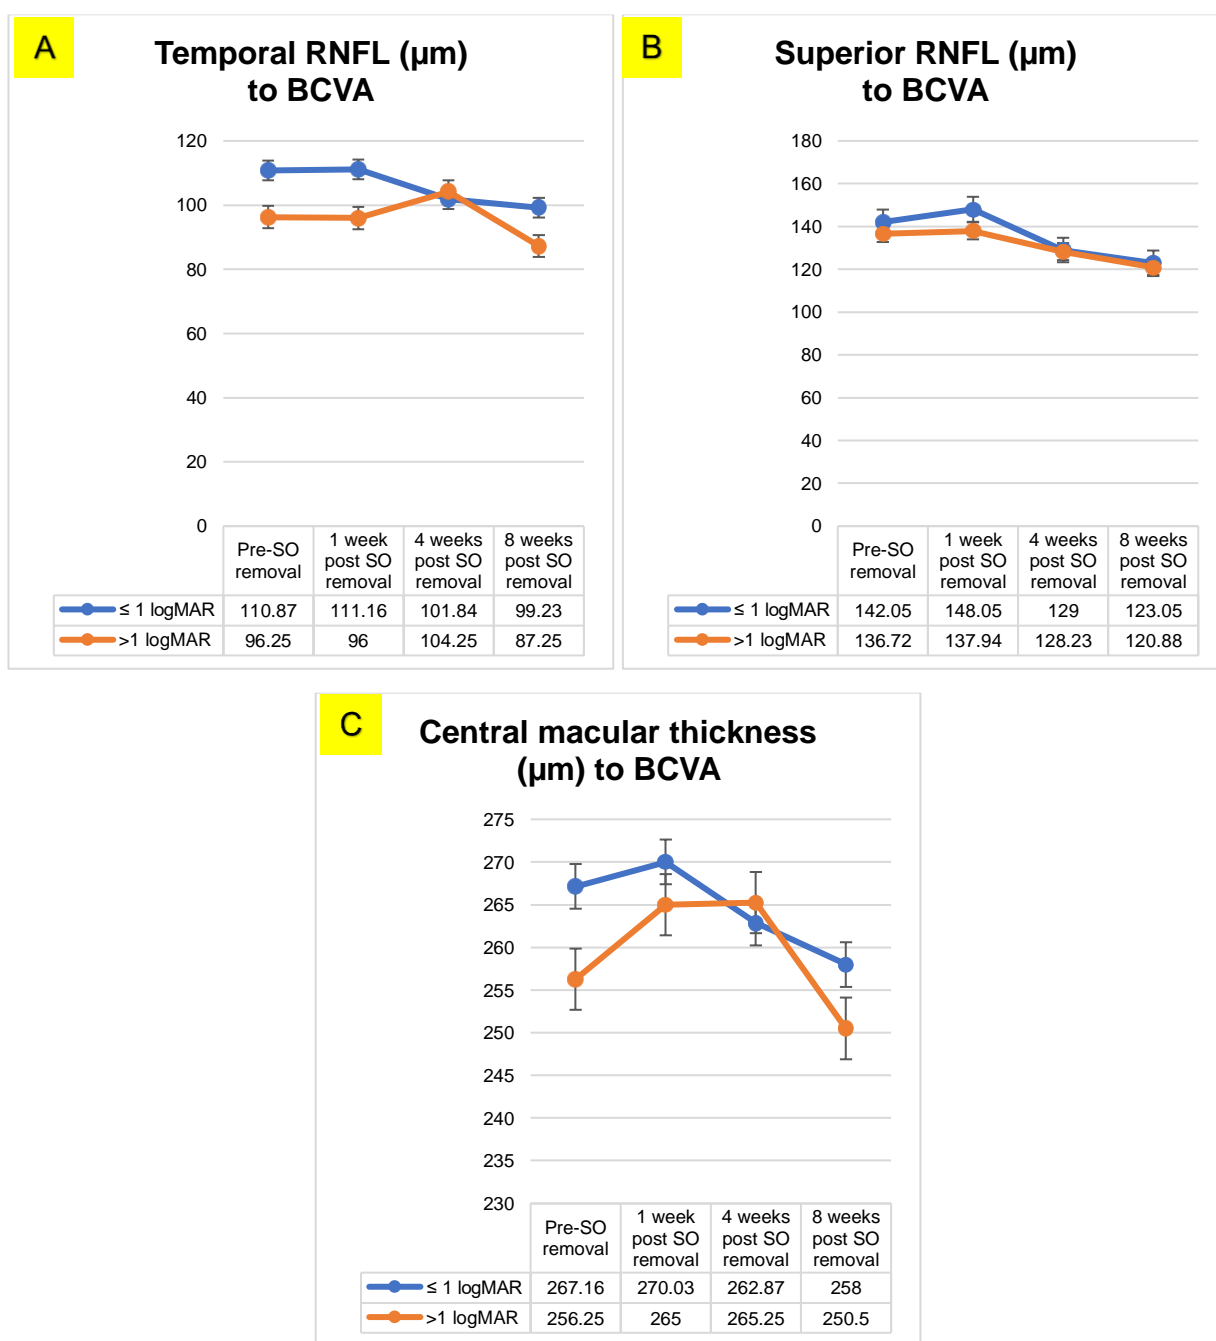 A
Temporal RNFL (µm)
to BCVA
120
100
80
60
40
20
0
Pre-SO removal | 1 week post SO removal | 4 weeks post SO removal | 8 weeks post SO removal
≤ 1 logMAR 110.87 111.16 101.84 99.23
>1 logMAR 96.25 96 104.25 87.25
B
Superior RNFL (µm)
to BCVA
180
160
140
120
100
80
60
40
20
0
Pre-SO removal | 1 week post SO removal | 4 weeks post SO removal | 8 weeks post SO removal
≤ 1 logMAR 142.05 148.05 129 123.05
>1 logMAR 136.72 137.94 128.23 120.88
C
Central macular thickness
(µm) to BCVA
275
270
265
260
255
250
245
240
235
230
Pre-SO removal | 1 week post SO removal | 4 weeks post SO removal | 8 weeks post SO removal
≤ 1 logMAR 267.16 270.03 262.87 258
>1 logMAR 256.25 265 265.25 250.5